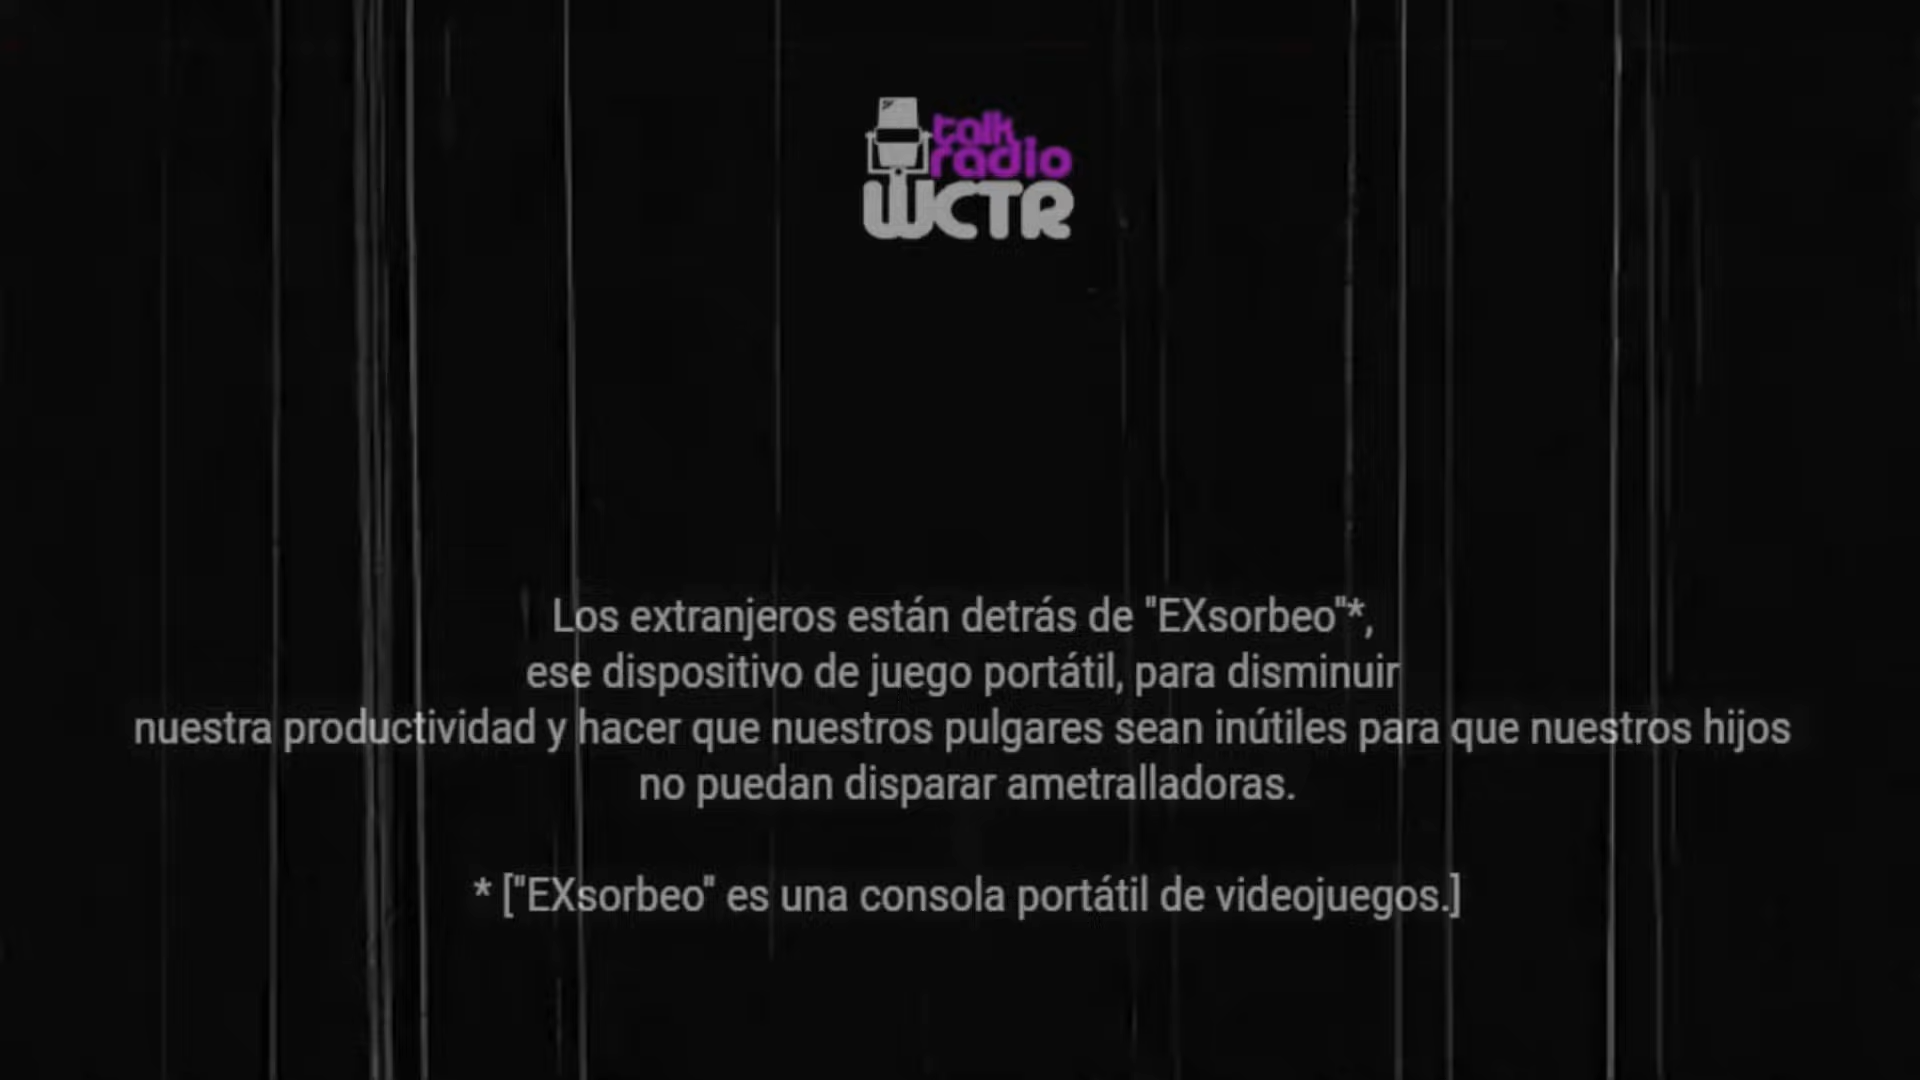 talk
radio
WCTR
Los extranjeros están detrás de "EXsorbeo"*,
ese dispositivo de juego portátil, para disminuir
nuestra productividad y hacer que nuestros pulgares sean inútiles para que nuestros hijos
no puedan disparar ametralladoras.
* ["EXsorbeo" es una consola portátil de videojuegos.]